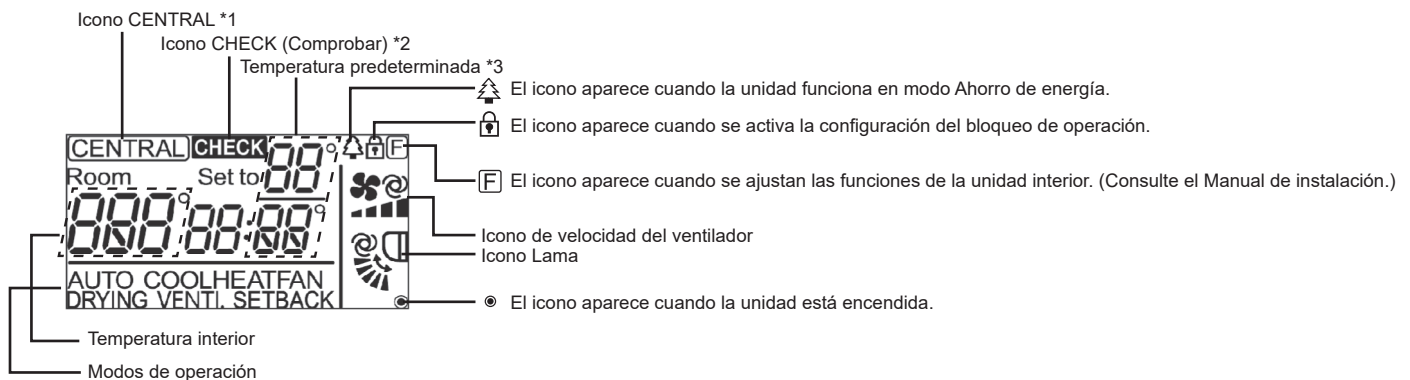 Icono CENTRAL *1
Icono CHECK (Comprobar) *2
Temperatura predeterminada *3
El icono aparece cuando la unidad funciona en modo Ahorro de energía.
El icono aparece cuando se activa la configuración del bloqueo de operación.
CENTRAL CHECK 88° F
Room Set to
F El icono aparece cuando se ajustan las funciones de la unidad interior. (Consulte el Manual de instalación.)
888° 88:88°
Icono de velocidad del ventilador
Icono Lama
AUTO COOLHEATFAN
DRYING VENTI. SETBACK
El icono aparece cuando la unidad está encendida.
Temperatura interior
Modos de operación